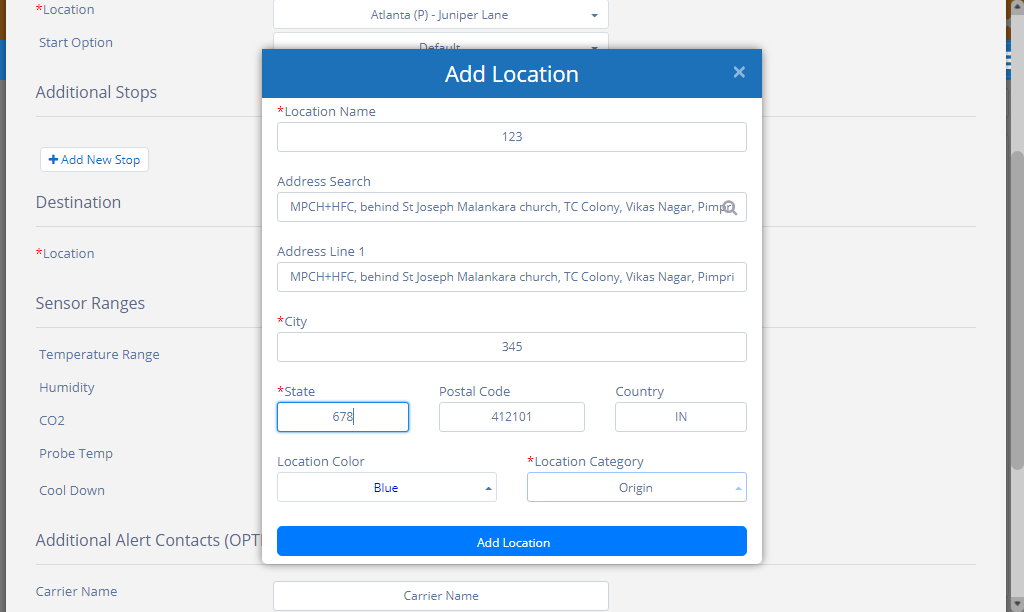 *Location
Atlanta (P) - Juniper Lane
Start Option
Default
Add Location
×
Additional Stops
*Location Name
123
+ Add New Stop
Address Search
MPCH+HFC, behind St Joseph Malankara church, TC Colony, Vikas Nagar, Pimpri
Destination
*Location
Address Line 1
MPCH+HFC, behind St Joseph Malankara church, TC Colony, Vikas Nagar, Pimpri
Sensor Ranges
*City
345
Temperature Range
Humidity
*State
Postal Code
Country
678
412101
IN
CO2
Probe Temp
Location Color
*Location Category
Blue
Origin
Cool Down
Additional Alert Contacts (OPT
Add Location
Carrier Name
Carrier Name